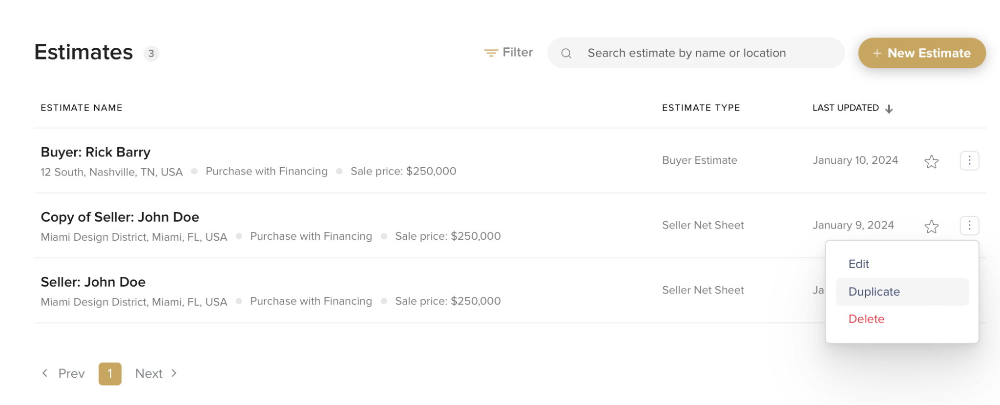 Estimates 3 Filter Search estimate by name or location + New Estimate
ESTIMATE NAME ESTIMATE TYPE LAST UPDATED
Buyer: Rick Barry
12 South, Nashville, TN, USA Purchase with Financing Sale price: $250,000
Buyer Estimate January 10, 2024
Copy of Seller: John Doe
Miami Design District, Miami, FL, USA Purchase with Financing Sale price: $250,000
Seller Net Sheet January 9, 2024
Seller: John Doe
Miami Design District, Miami, FL, USA Purchase with Financing Sale price: $250,000
Seller Net Sheet Ja
Edit
Duplicate
Delete
Prev 1 Next